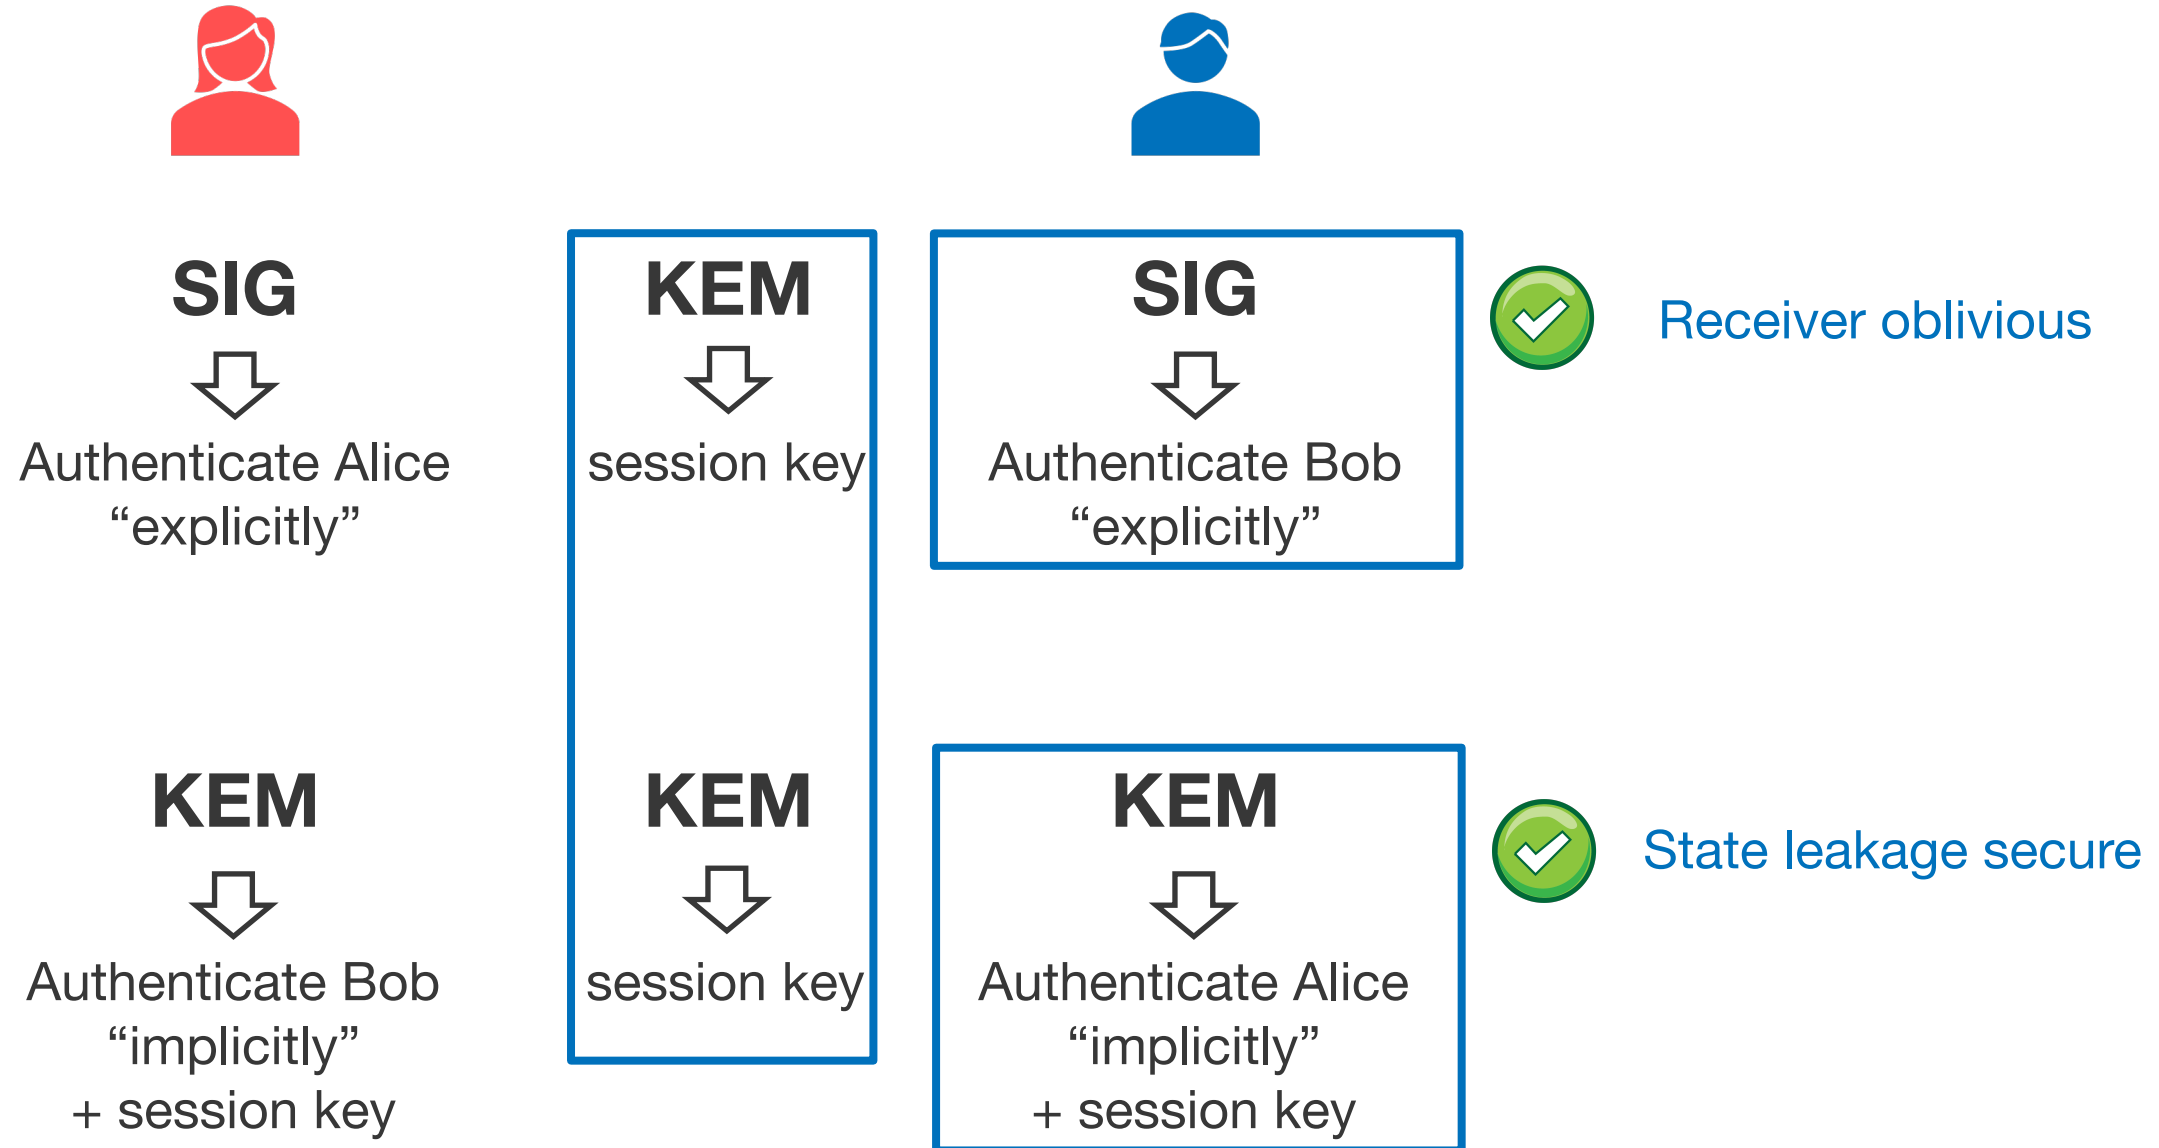 SIG
KEM
SIG
Receiver oblivious
Authenticate Alice
“explicitly”
session key
Authenticate Bob
“explicitly”
KEM
KEM
KEM
State leakage secure
Authenticate Bob
“implicitly”
+ session key
session key
Authenticate Alice
“implicitly”
+ session key